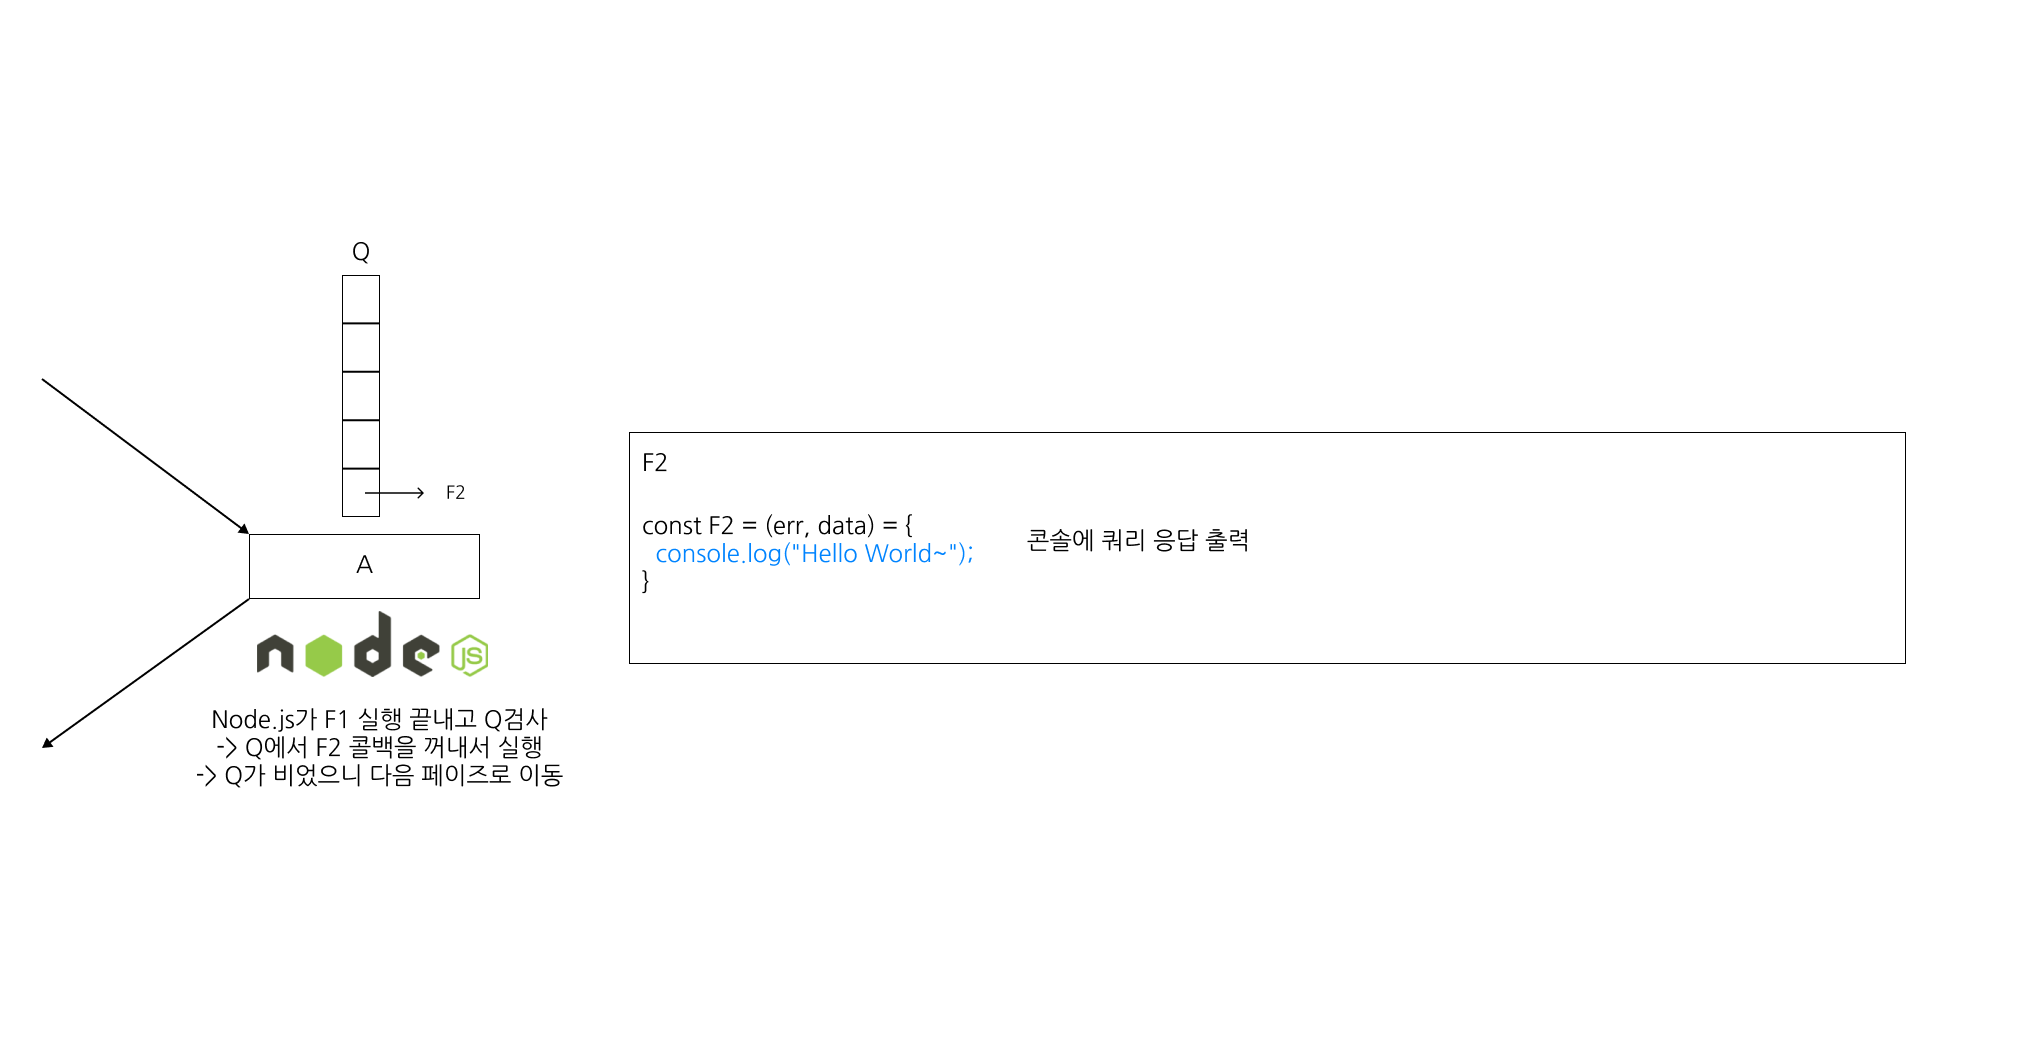 Q
F2
A
node
JS
Node.js가 F1 실행 끝내고 Q검사
-> Q에서 F2 콜백을 꺼내서 실행
-> Q가 비었으니 다음 페이즈로 이동
F2
const F2 = (err, data) = {
console.log("Hello World~");
}
콘솔에 쿼리 응답 출력